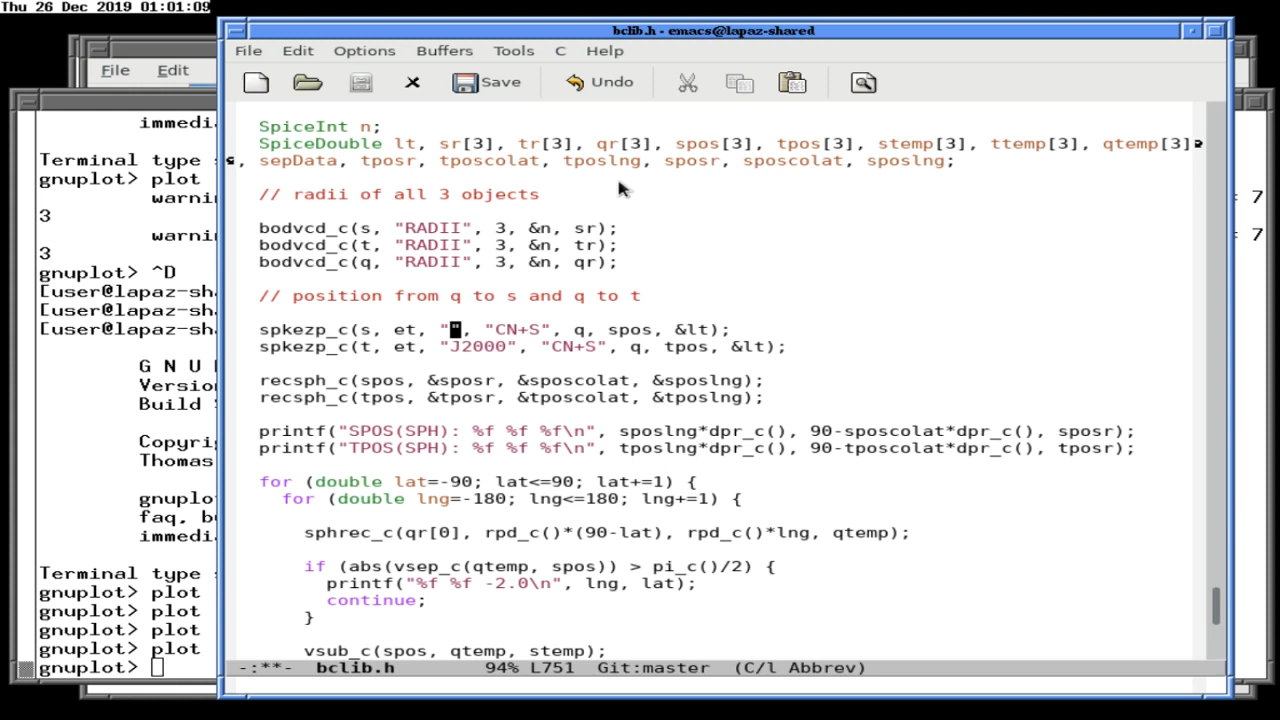 Thu 26 Dec 2019 01:01:09
bclib.h - emacs@lapaz-shared
File Edit Options Buffers Tools C Help
Save Undo
SpiceInt n;
SpiceDouble lt, sr[3], tr[3], qr[3], spos[3], tpos[3], stemp[3], ttemp[3], qtemp[3]
, sepData, tposr, tposcolat, tposlng, sposr, sposcolat, sposlng;
// radii of all 3 objects
bodvcd_c(s, "RADII", 3, &n, sr);
bodvcd_c(t, "RADII", 3, &n, tr);
bodvcd_c(q, "RADII", 3, &n, qr);
// position from q to s and q to t
spkezp_c(s, et, "", "CN+S", q, spos, &lt);
spkezp_c(t, et, "J2000", "CN+S", q, tpos, &lt);
recsph_c(spos, &sposr, &sposcolat, &sposlng);
recsph_c(tpos, &tposr, &tposcolat, &tposlng);
printf("SPOS(SPH): %f %f %f\n", sposlng*dpr_c(), 90-sposcolat*dpr_c(), sposr);
printf("TPOS(SPH): %f %f %f\n", tposlng*dpr_c(), 90-tposcolat*dpr_c(), tposr);
for (double lat=-90; lat<=90; lat+=1) {
for (double lng=-180; lng<=180; lng+=1) {
sphrec_c(qr[0], rpd_c()*(90-lat), rpd_c()*lng, qtemp);
if (abs(vsep_c(qtemp, spos)) > pi_c()/2) {
printf("%f %f -2.0\n", lng, lat);
continue;
}
vsub_c(spos, qtemp, stemp);
-:**- bclib.h 94% L751 Git:master (C/l Abbrev)
File Edit
immedi
Terminal type s
gnuplot> plot
warni
3
warni
3
gnuplot> ^D
[user@lapaz-sha
[user@lapaz-sha
[user@lapaz-sha
G N U P
Version
Build
Copyri
Thomas
gnuplo
faq, b
immedi
Terminal type s
gnuplot> plot
gnuplot> plot
gnuplot> plot
gnuplot> plot
gnuplot>
= 7
= 7